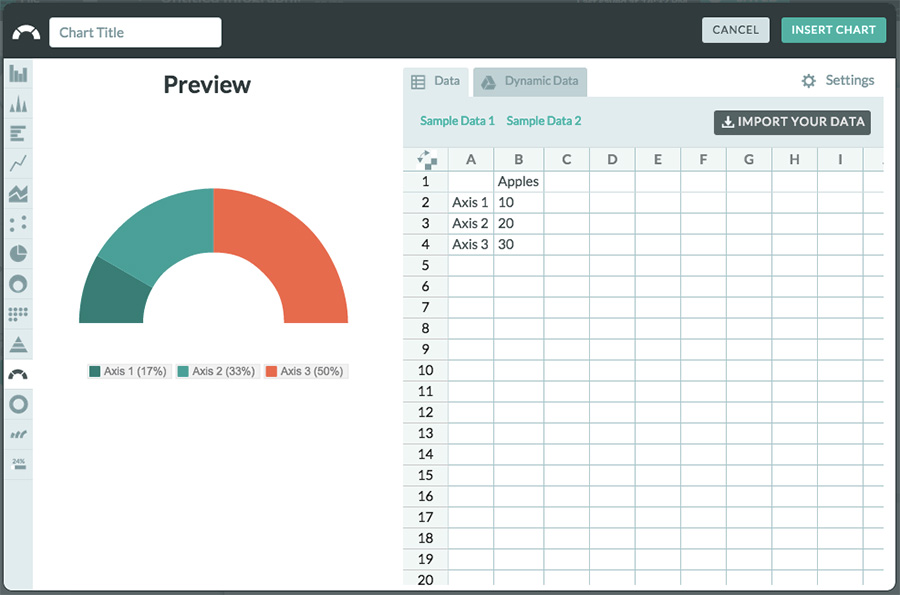 Chart Title
CANCEL
INSERT CHART
Preview
Data
Dynamic Data
Settings
Sample Data 1 Sample Data 2
IMPORT YOUR DATA
A B C D E F G H I
1 Apples
2 Axis 1 10
3 Axis 2 20
4 Axis 3 30
5
6
7
8
9
10
11
12
13
14
15
16
17
18
19
20
Axis 1 (17%) Axis 2 (33%) Axis 3 (50%)
24%